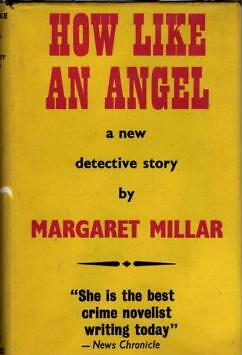 HOW LIKE
AN ANGEL
a new
detective story
by
MARGARET MILLAR
"She is the best
crime novelist
writing today"
— News Chronicle